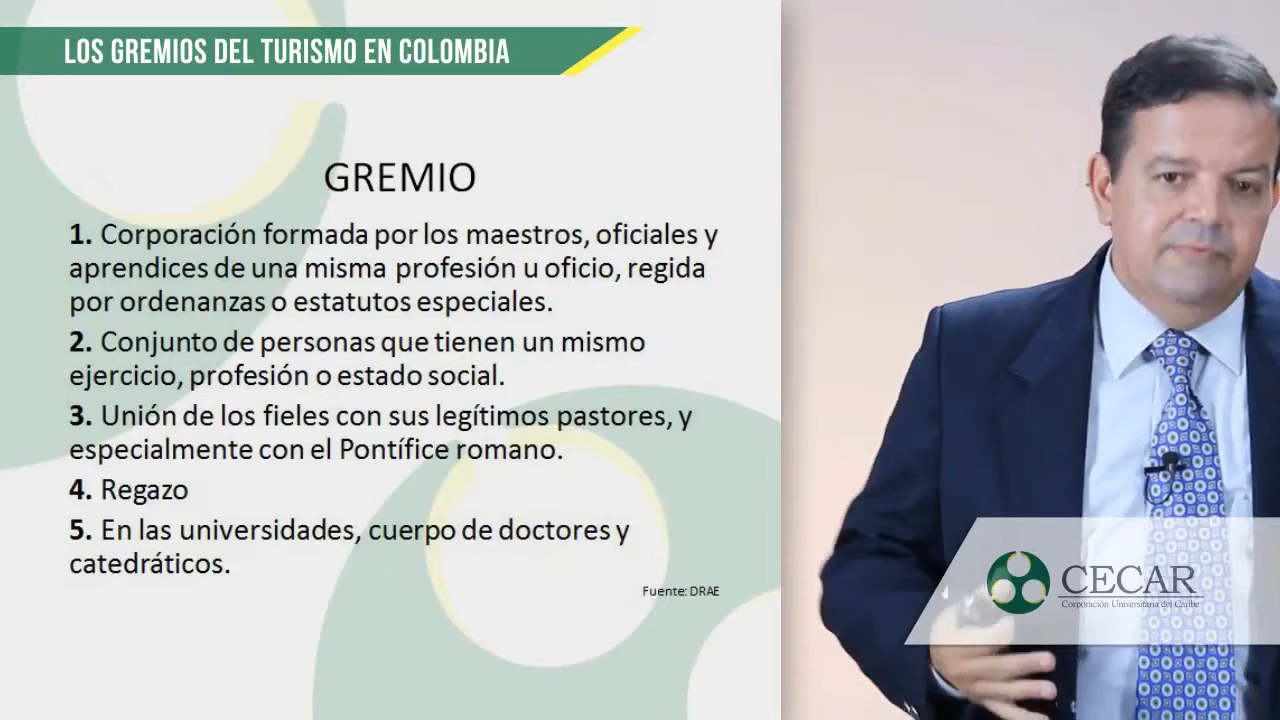 LOS GREMIOS DEL TURISMO EN COLOMBIA
GREMIO
1. Corporación formada por los maestros, oficiales y
aprendices de una misma profesión u oficio, regida
por ordenanzas o estatutos especiales.
2. Conjunto de personas que tienen un mismo
ejercicio, profesión o estado social.
3. Unión de los fieles con sus legítimos pastores, y
especialmente con el Pontífice romano.
4. Regazo
5. En las universidades, cuerpo de doctores y
catedráticos.
Fuente: DRAE
CECAR
Corporación Universitaria del Caribe